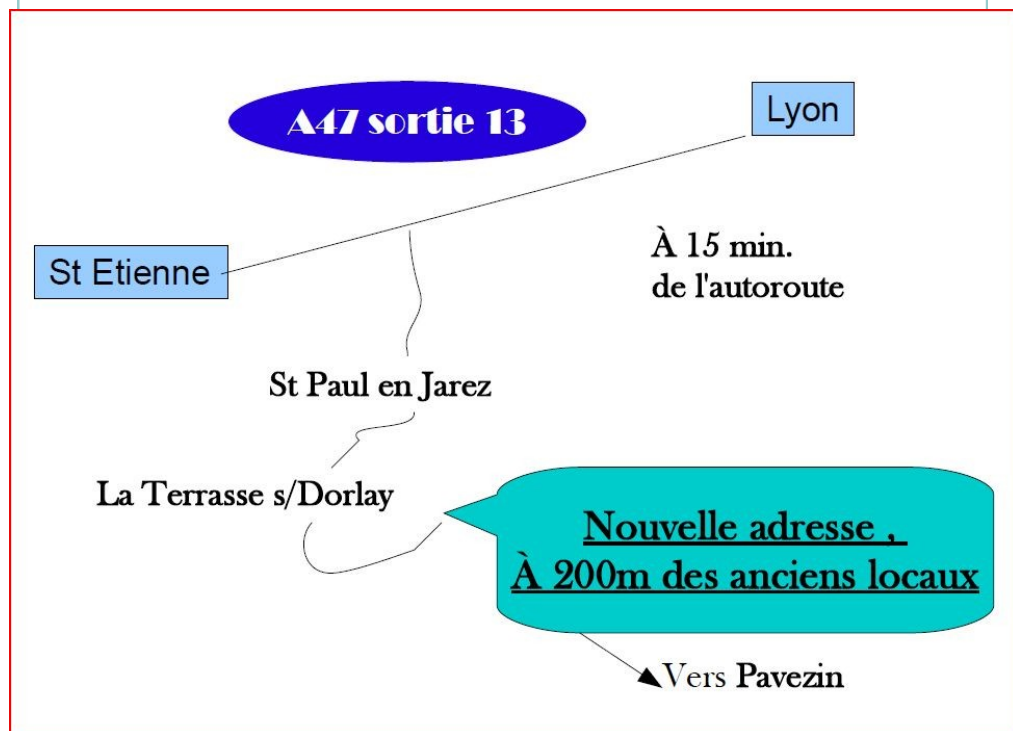 A47 sortie 13
Lyon
St Etienne
À 15 min.
de l'autoroute
St Paul en Jarez
La Terrasse s/Dorlay
Nouvelle adresse ,
À 200m des anciens locaux
Vers Pavezin